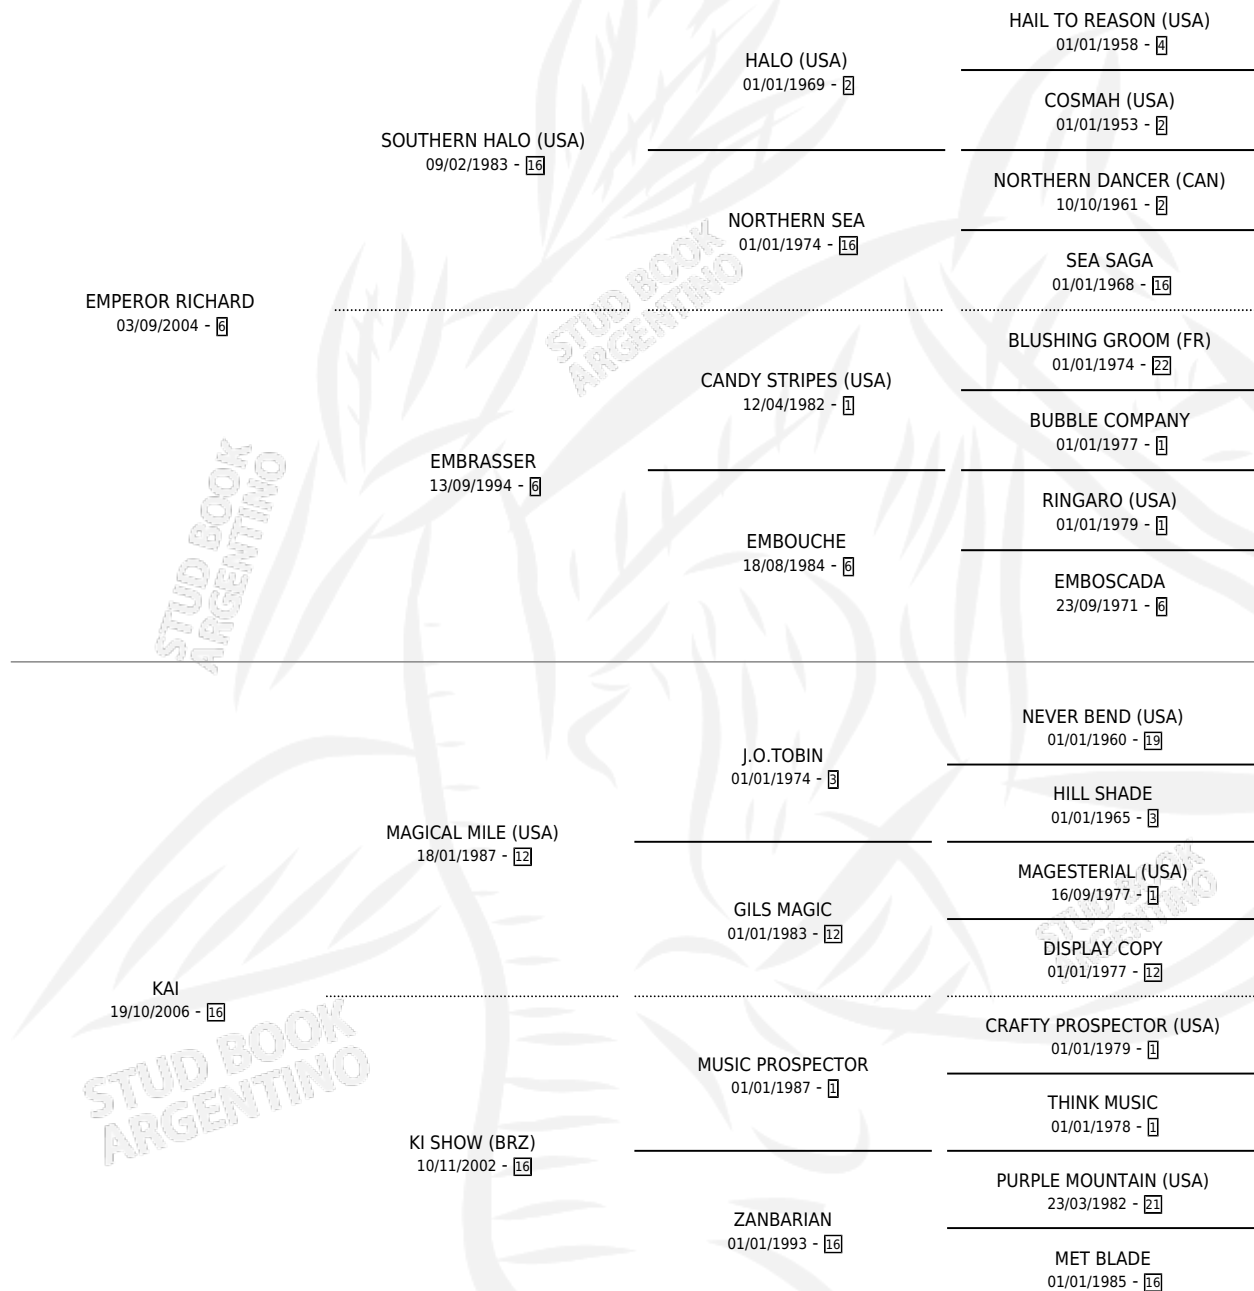 HAIL TO REASON (USA)
01/01/1958 - 4
HALO (USA)
01/01/1969 - 2
COSMAH (USA)
01/01/1953 - 2
SOUTHERN HALO (USA)
09/02/1983 - 16
NORTHERN DANCER (CAN)
10/10/1961 - 2
NORTHERN SEA
01/01/1974 - 16
SEA SAGA
01/01/1968 - 16
EMPEROR RICHARD
03/09/2004 - 6
BLUSHING GROOM (FR)
01/01/1974 - 22
CANDY STRIPES (USA)
12/04/1982 - 1
BUBBLE COMPANY
01/01/1977 - 1
EMBRASSER
13/09/1994 - 6
RINGARO (USA)
01/01/1979 - 1
EMBOUCHE
18/08/1984 - 6
EMBOSCADA
23/09/1971 - 6
STUD BOOK
ARGENTINO
STUD BOOK
ARGENTINO
NEVER BEND (USA)
01/01/1960 - 19
J.O.TOBIN
01/01/1974 - 3
HILL SHADE
01/01/1965 - 3
MAGICAL MILE (USA)
18/01/1987 - 12
MAGESTERIAL (USA)
16/09/1977 - 1
GILS MAGIC
01/01/1983 - 12
DISPLAY COPY
01/01/1977 - 12
STUD BOOK
ARGENTINO
KAI
19/10/2006 - 16
CRAFTY PROSPECTOR (USA)
01/01/1979 - 1
MUSIC PROSPECTOR
01/01/1987 - 1
THINK MUSIC
01/01/1978 - 1
STUD BOOK
ARGENTINO
KI SHOW (BRZ)
10/11/2002 - 16
PURPLE MOUNTAIN (USA)
23/03/1982 - 21
ZANBARIAN
01/01/1993 - 16
MET BLADE
01/01/1985 - 16